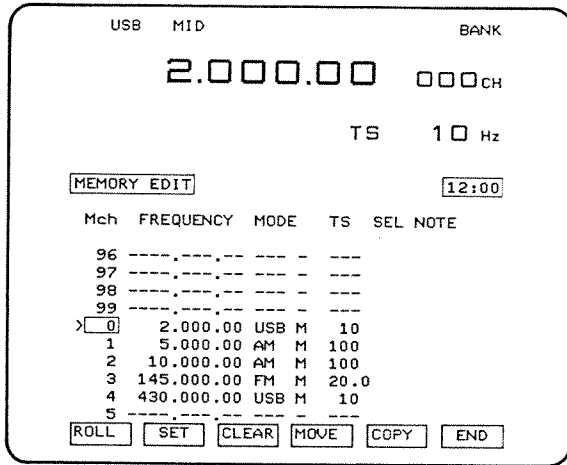 USB MID BANK
2.000.00 000CH
TS 10 Hz
MEMORY EDIT 12:00
Mch FREQUENCY MODE TS SEL NOTE
96 ----.---.-- --- - ---
97 ----.---.-- --- - ---
98 ----.---.-- --- - ---
99 ----.---.-- --- - ---
> 0 2.000.00 USB M 10
1 5.000.00 AM M 100
2 10.000.00 AM M 100
3 145.000.00 FM M 20.0
4 430.000.00 USB M 10
5 ----.---.-- --- - ---
ROLL SET CLEAR MOVE COPY END